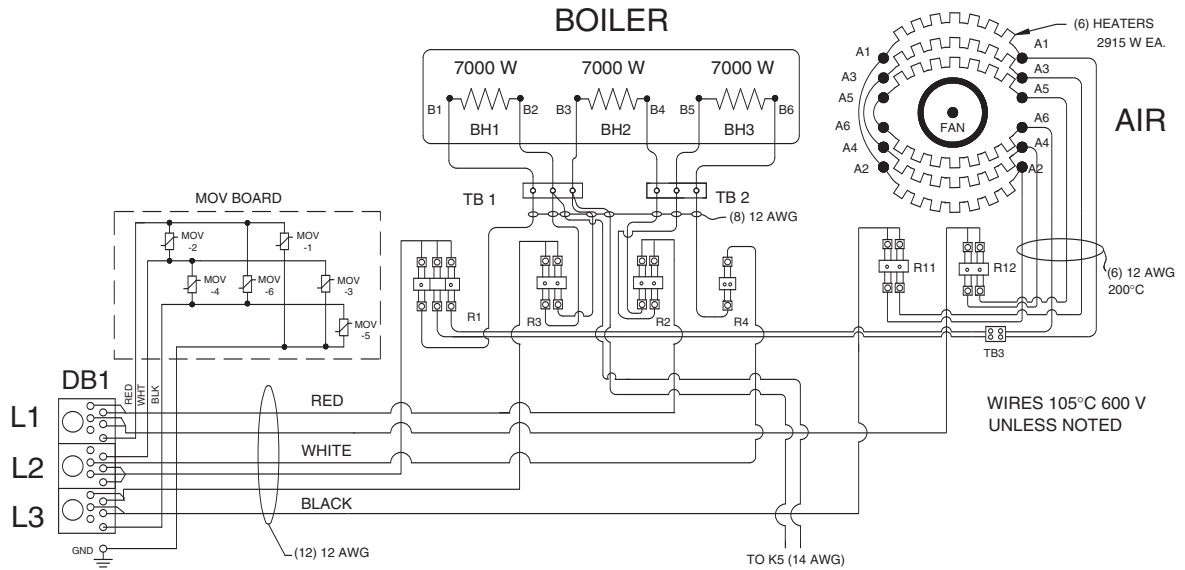 BOILER
7000 W 7000 W 7000 W
B1 B2 B3 B4 B5 B6
BH1 BH2 BH3
TB 1 TB 2
(8) 12 AWG
(6) HEATERS
2915 W EA.
A1 A1
A3 A3
A5 A5
A6 A6
A4 A4
A2 A2
FAN
AIR
MOV BOARD
MOV
-2
MOV
-1
MOV
-4
MOV
-6
MOV
-3
MOV
-5
R1 R3 R2 R4
R11 R12
(6) 12 AWG
200°C
TB3
DB1
RED
WHT
BLK
L1
L2
L3
GND
RED
WHITE
BLACK
(12) 12 AWG
WIRES 105°C 600 V
UNLESS NOTED
TO K5 (14 AWG)